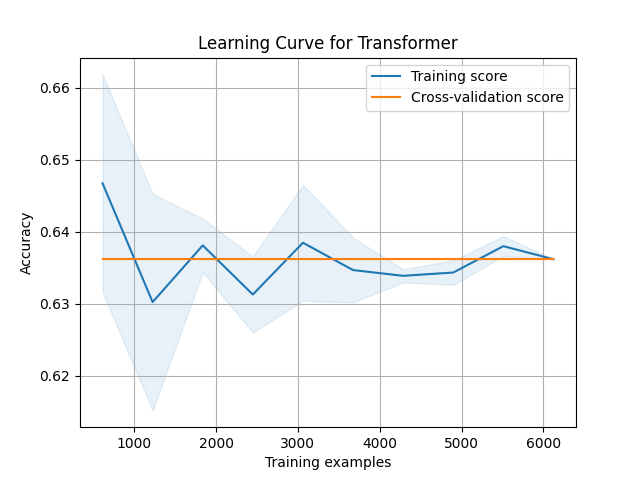 Learning Curve for Transformer
Training score
Cross-validation score
0.66
0.65
0.64
0.63
0.62
Accuracy
1000 2000 3000 4000 5000 6000
Training examples